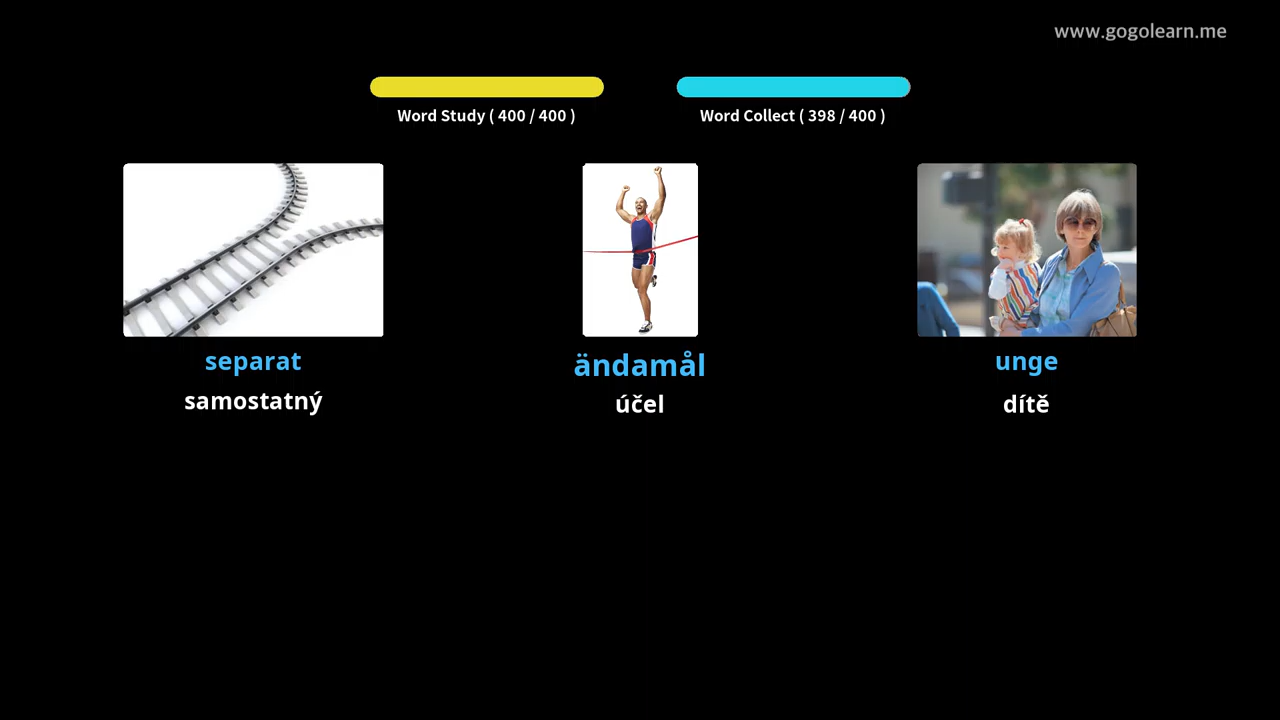 www.gogolearn.me
Word Study ( 400 / 400 )
Word Collect ( 398 / 400 )
separat
samostatný
ändamål
účel
unge
dítě